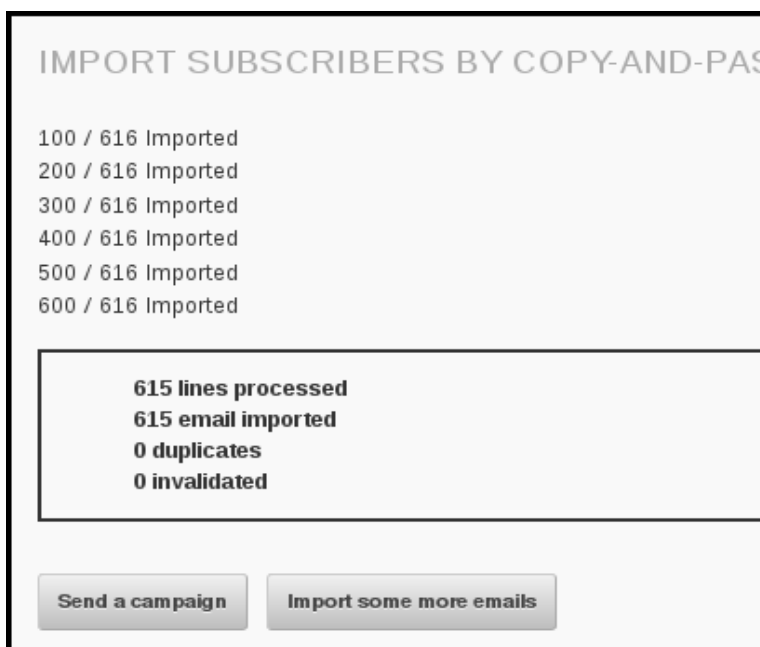 IMPORT SUBSCRIBERS BY COPY-AND-PAS
100 / 616 Imported
200 / 616 Imported
300 / 616 Imported
400 / 616 Imported
500 / 616 Imported
600 / 616 Imported
615 lines processed
615 email imported
0 duplicates
0 invalidated
Send a campaign Import some more emails